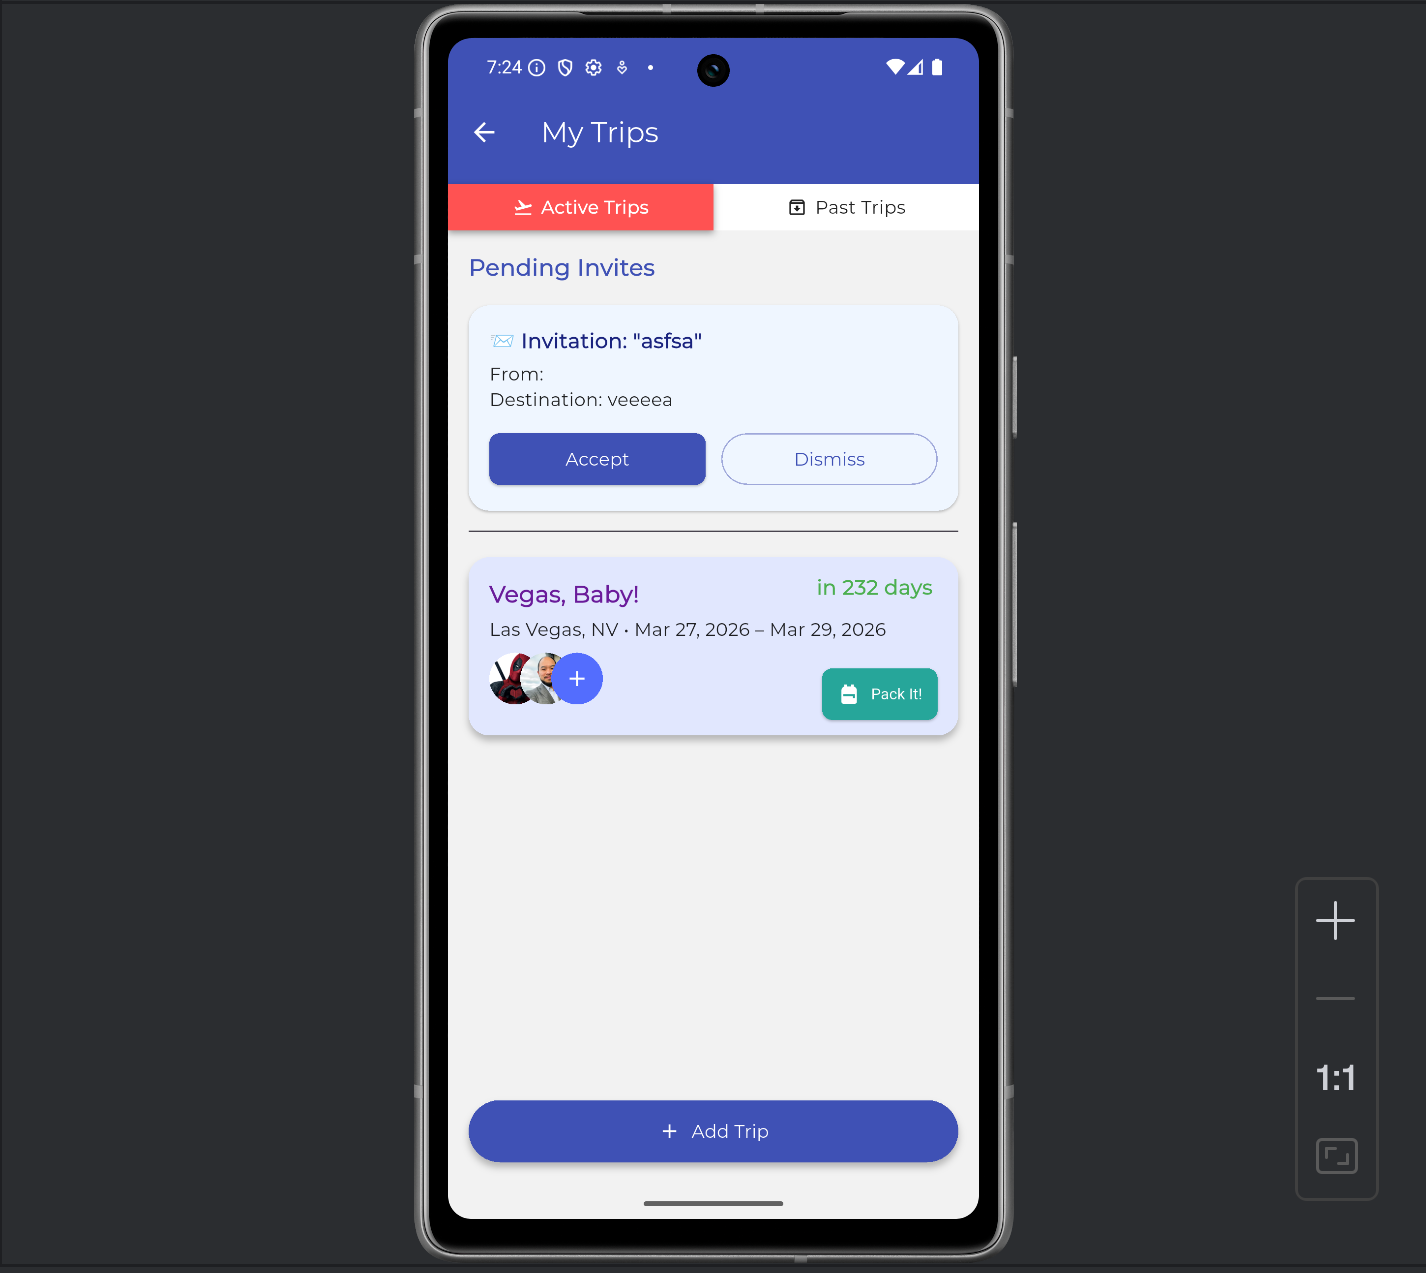 7:24
My Trips
Active Trips
Past Trips
Pending Invites
📨 Invitation: "asfsa"
From:
Destination: veeeea
Accept
Dismiss
Vegas, Baby!
in 232 days
Las Vegas, NV • Mar 27, 2026 – Mar 29, 2026
+
Pack It!
+ Add Trip
1:1